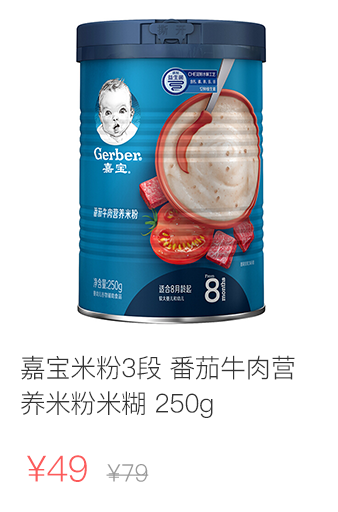 Gerber.
嘉宝.
番茄牛肉营养米粉
净含量:250g
适合8月龄起
From
8
months
嘉宝米粉3段 番茄牛肉营
养米粉米糊 250g
¥49 ¥79